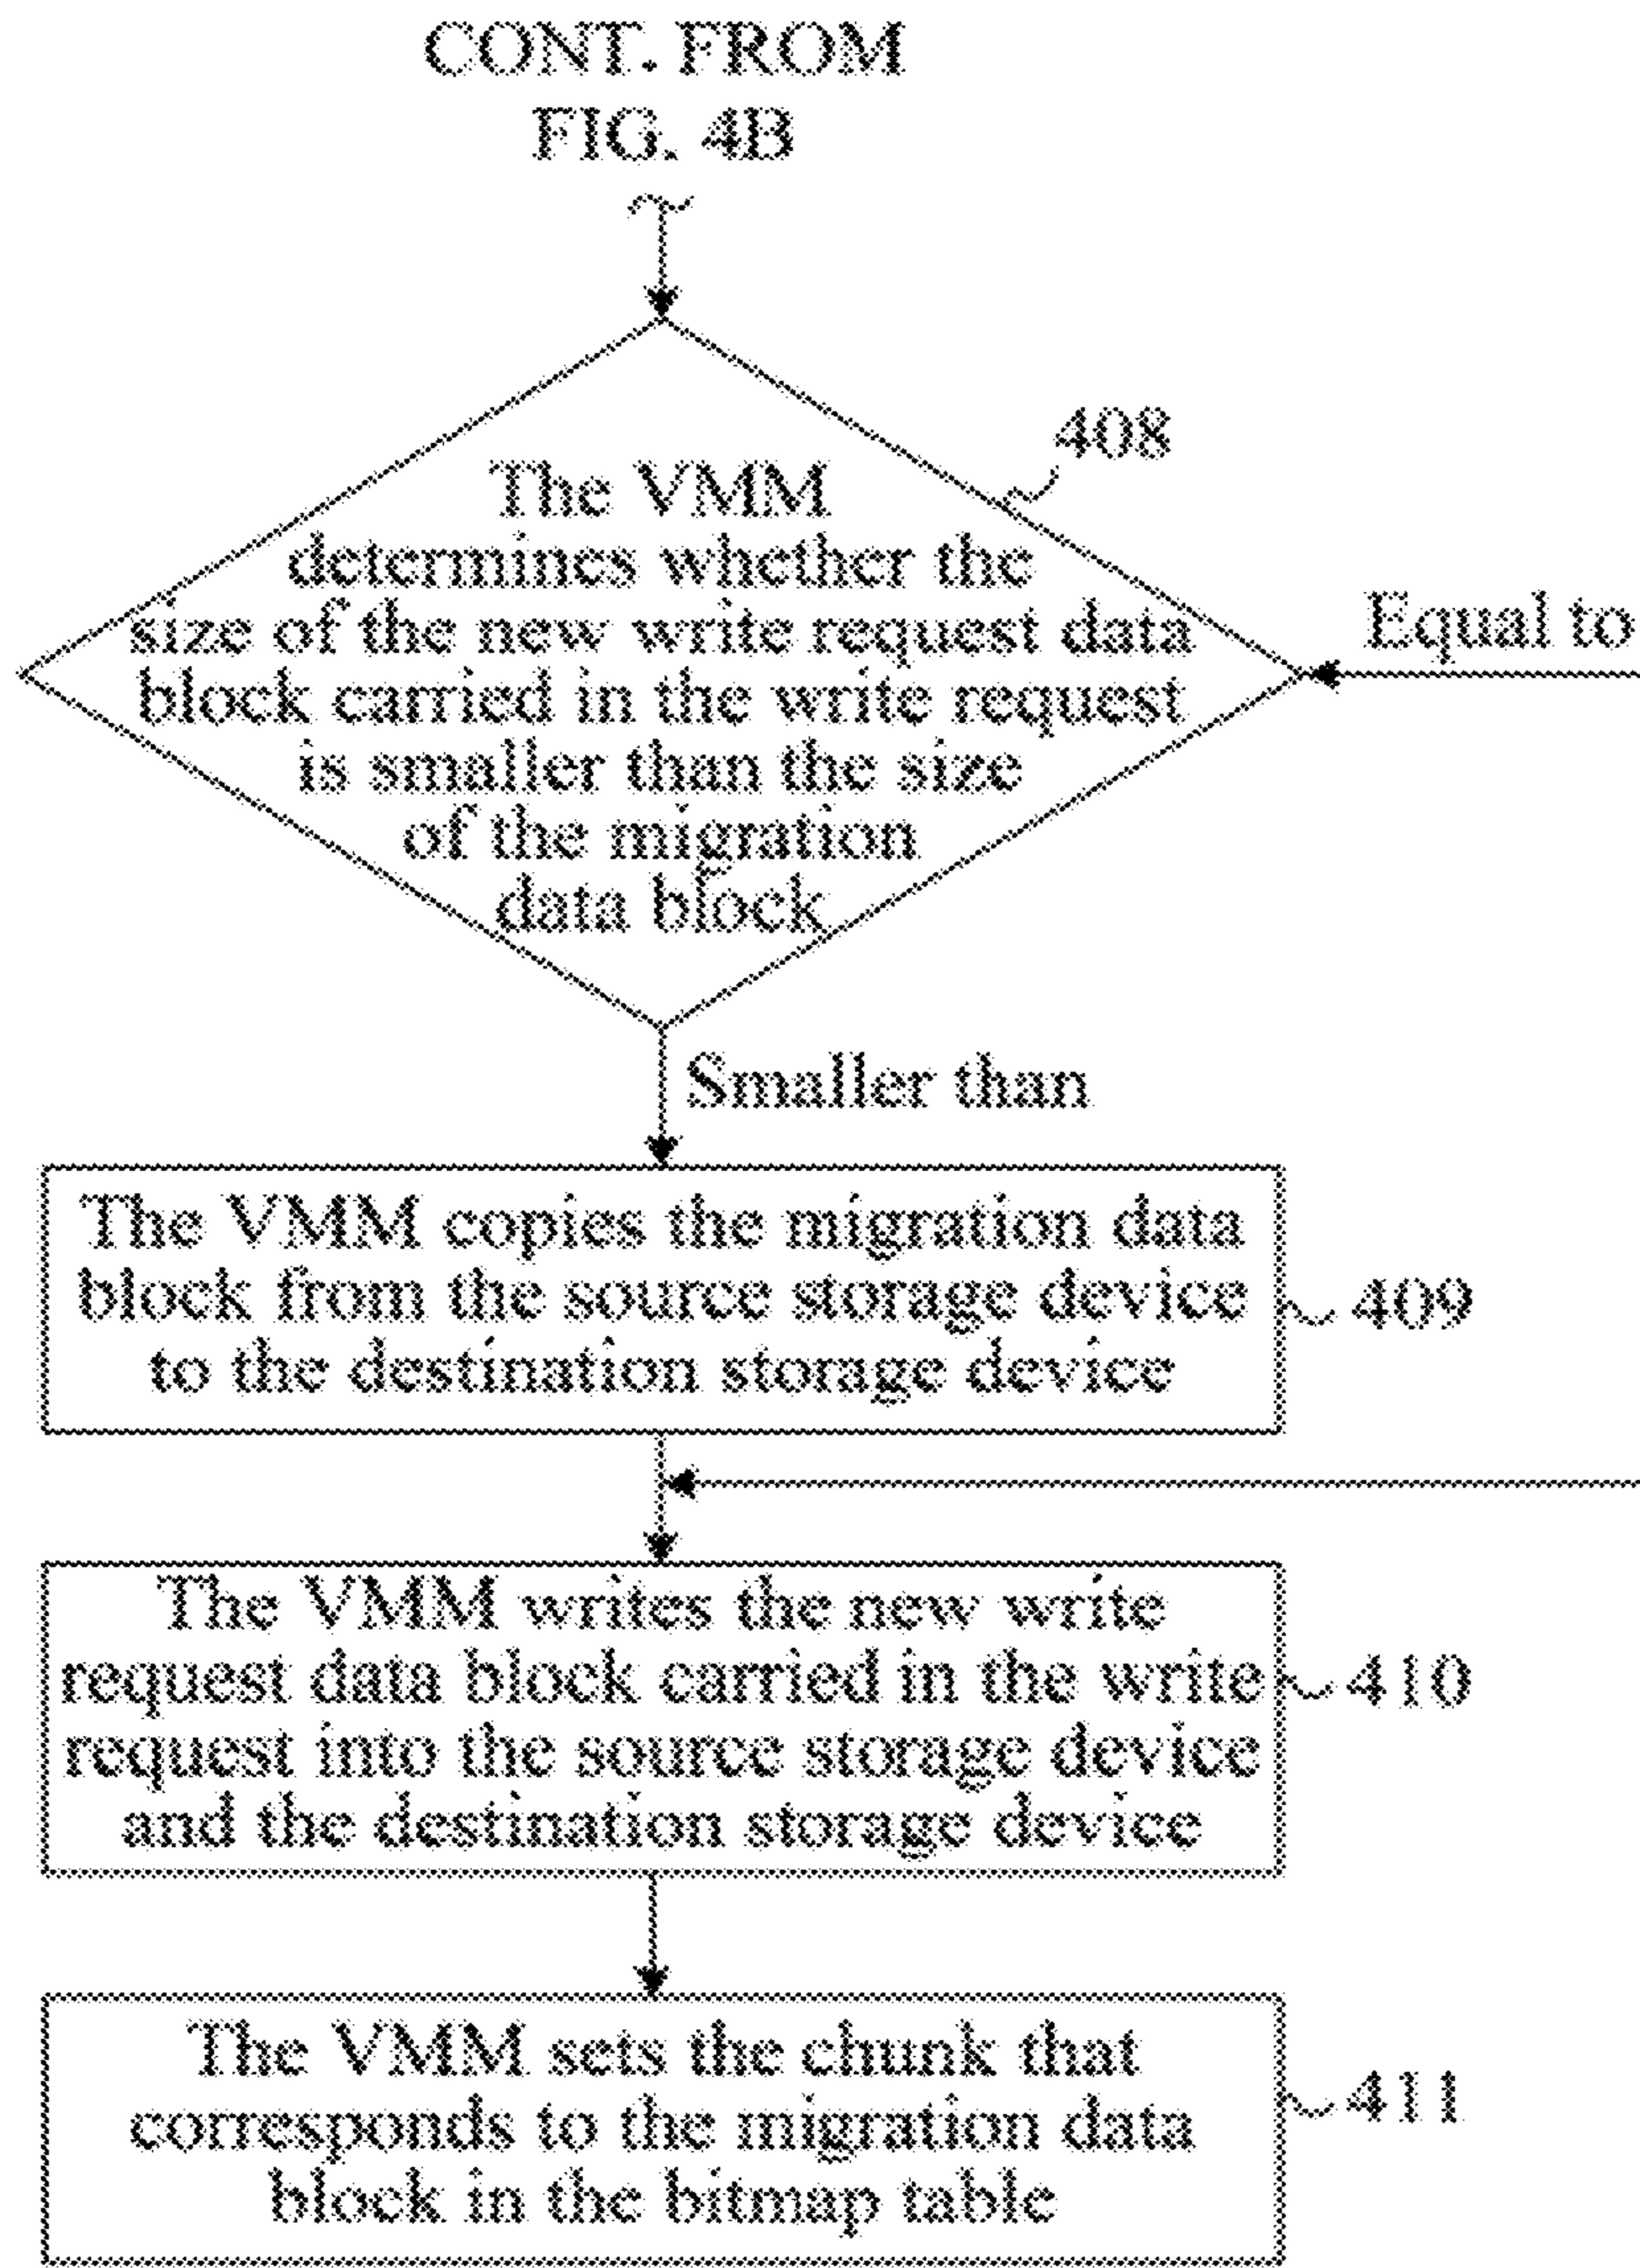 CONT. FROM
FIG. 4B
408
The VMM
determines whether the
size of the new write request data
block carried in the write request
is smaller than the size
of the migration
data block
Equal to
Smaller than
The VMM copies the migration data
block from the source storage device
to the destination storage device
409
The VMM writes the new write
request data block carried in the write
request into the source storage device
and the destination storage device
410
The VMM sets the chunk that
corresponds to the migration data
block in the bitmap table
411